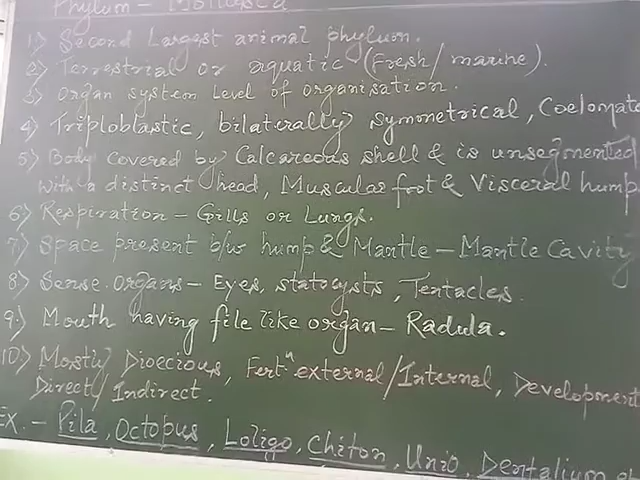 Phylum - Mollusca
1) Second Largest animal phylum.
2) Terrestrial or aquatic (Fresh/marine).
3) Organ system Level of organisation.
4) Triploblastic, bilaterally symmetrical, Coelomate
5) Body covered by Calcareous shell & is unsegmented
with a distinct head, Muscular foot & Visceral hump
6) Respiration - Gills or Lungs.
7) Space present b/w hump & Mantle - Mantle Cavity
8) Sense organs - Eyes, statocysts, Tentacles.
9) Mouth having file like organ - Radula.
10) Mostly Dioecious, Fertⁿ external/Internal, Development
Direct/Indirect.
Ex. - Pila, Octopus, Loligo, Chiton, Unio, Dentalium